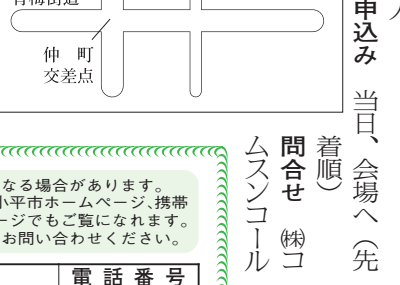 申込み　当日、会場へ（先
着順）
問合せ　㈱コ
ムスンコール
青梅街道
仲町
交差点
なる場合があります。
小平市ホームページ、携帯
ージでもご覧になれます。
お問い合わせください。
電話番号